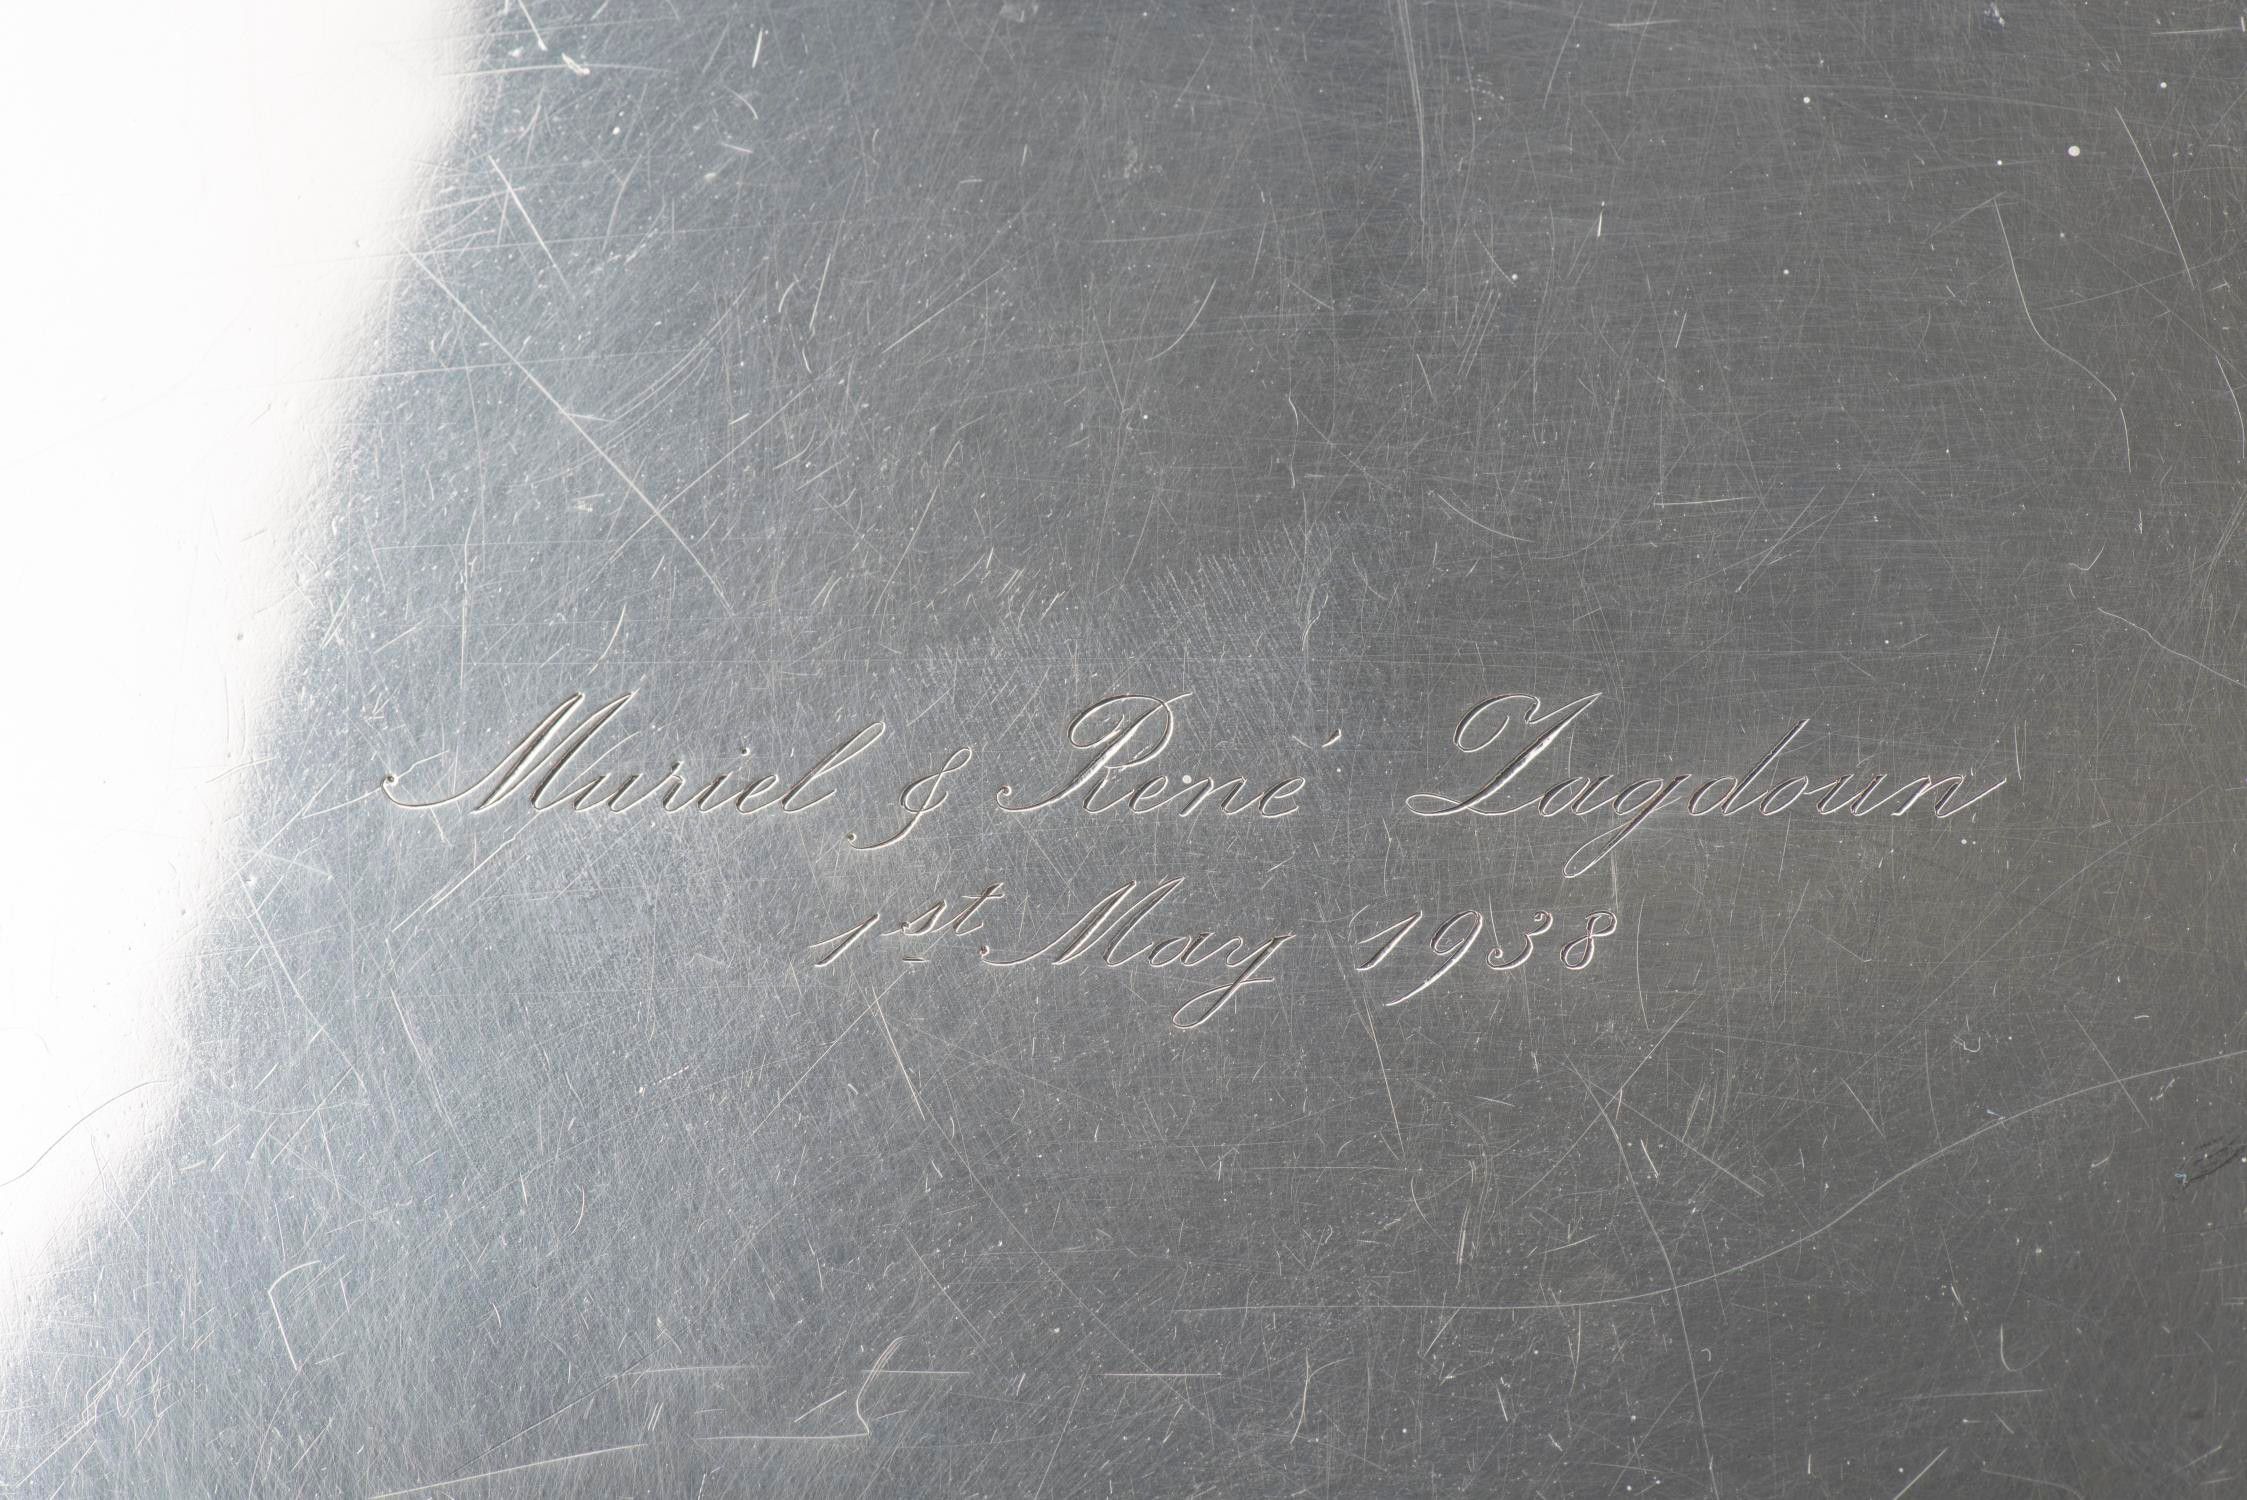 Muriel & René Zagdoun
1st May 1938